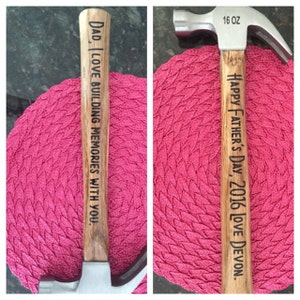 Dad, I love building memories with you.
16 OZ
Happy Father's Day 2016 Love Devon.